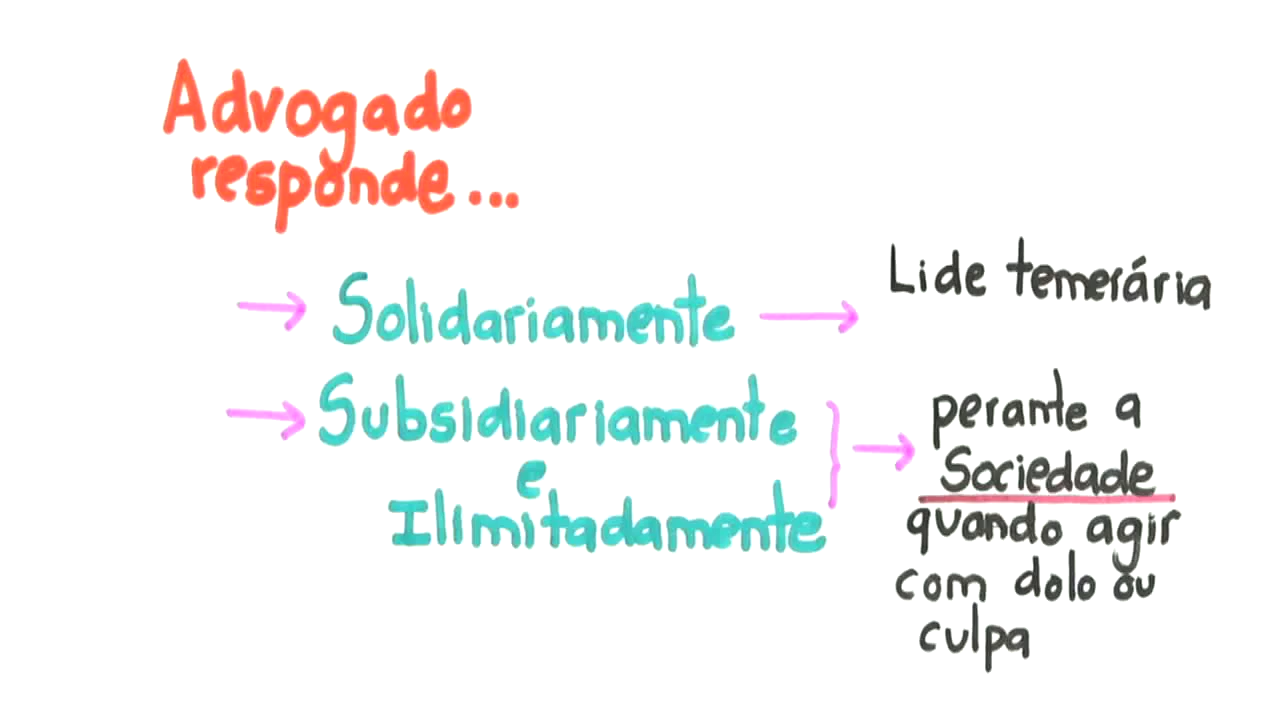 Advogado
responde...
→ Solidariamente → Lide temerária
→ Subsidiariamente
e
Ilimitadamente
} → perante a
Sociedade
quando agir
com dolo ou
culpa